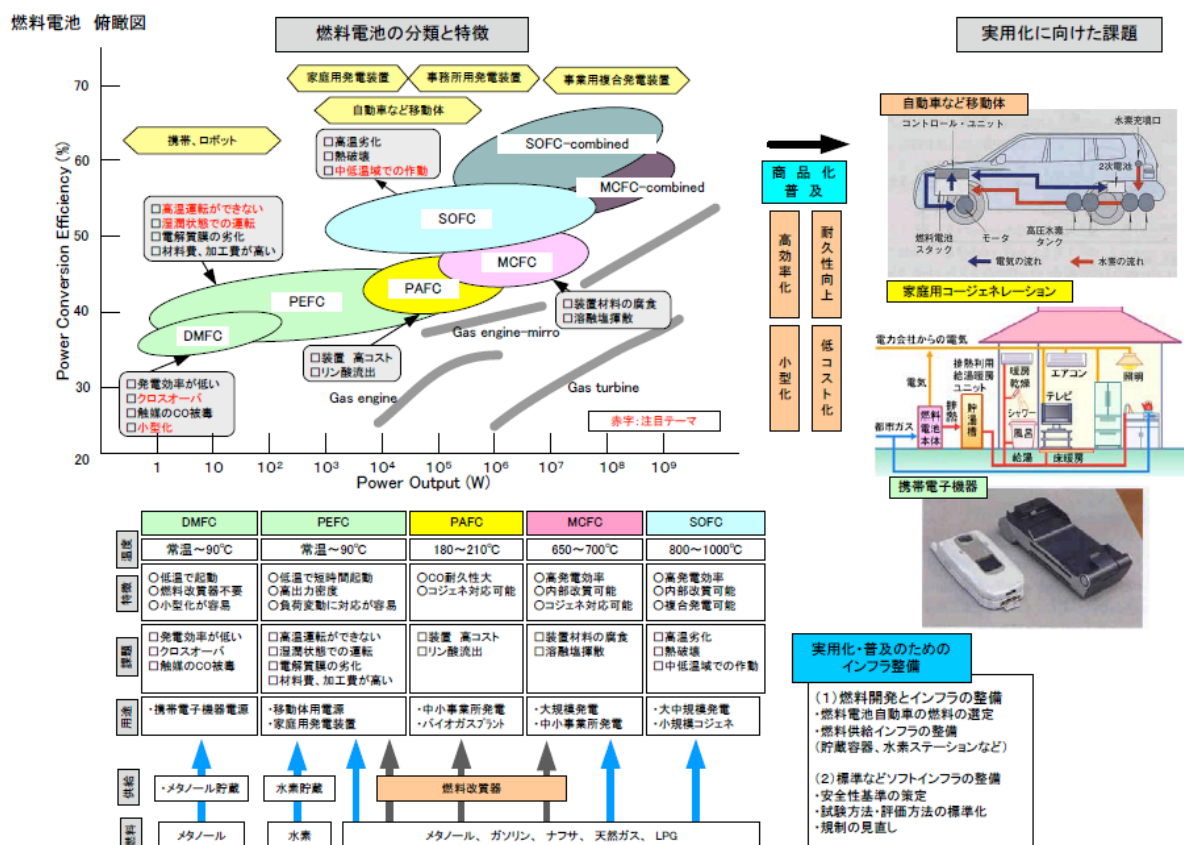 燃料電池 俯瞰図
燃料電池の分類と特徴
実用化に向けた課題
家庭用発電装置
事務所用発電装置
事業用複合発電装置
自動車など移動体
携帯、ロボット
Power Conversion Efficiency (%)
70
60
50
40
30
20
□高温劣化
□熱破壊
□中低温域での作動
SOFC-combined
MCFC-combined
SOFC
□高温運転ができない
□湿潤状態での運転
□電解質膜の劣化
□材料費、加工費が高い
MCFC
PAFC
PEFC
DMFC
□装置材料の腐食
□溶融塩揮散
Gas engine-mirro
□装置 高コスト
□リン酸流出
Gas engine
Gas turbine
□発電効率が低い
□クロスオーバ
□触媒のCO被毒
□小型化
赤字:注目テーマ
1
10
10²
10³
10⁴
10⁵
10⁶
10⁷
10⁸
10⁹
Power Output (W)
商品化
普及
高効率化
耐久性向上
小型化
低コスト化
自動車など移動体
コントロール・ユニット
水素充填口
2次電池
燃料電池
スタック
モータ
高圧水素
タンク
電気の流れ
水素の流れ
家庭用コージェネレーション
電力会社からの電気
電気
排熱利用
給湯暖房
ユニット
暖房
乾燥
エアコン
照明
テレビ
シャワー
燃料
電池
本体
排熱
貯湯槽
風呂
都市ガス
給湯
床暖房
携帯電子機器
DMFC
PEFC
PAFC
MCFC
SOFC
温度
常温～90℃
常温～90℃
180～210℃
650～700℃
800～1000℃
特徴
○低温で起動
○燃料改質器不要
○小型化が容易
○低温で短時間起動
○高出力密度
○負荷変動に対応が容易
○CO耐久性大
○コジェネ対応可能
○高発電効率
○内部改質可能
○コジェネ対応可能
○高発電効率
○内部改質可能
○複合発電可能
課題
□発電効率が低い
□クロスオーバ
□触媒のCO被毒
□高温運転ができない
□湿潤状態での運転
□電解質膜の劣化
□材料費、加工費が高い
□装置 高コスト
□リン酸流出
□装置材料の腐食
□溶融塩揮散
□高温劣化
□熱破壊
□中低温域での作動
用途
・携帯電子機器電源
・移動体用電源
・家庭用発電装置
・中小事業所発電
・バイオガスプラント
・大規模発電
・中小事業所発電
・大中規模発電
・小規模コジェネ
供給
・メタノール貯蔵
水素貯蔵
燃料改質器
燃料
メタノール
水素
メタノール、 ガソリン、 ナフサ、 天然ガス、 LPG
実用化・普及のための
インフラ整備
(1)燃料開発とインフラの整備
・燃料電池自動車の燃料の選定
・燃料供給インフラの整備
(貯蔵容器、水素ステーションなど)
(2)標準などソフトインフラの整備
・安全性基準の策定
・試験方法・評価方法の標準化
・規制の見直し